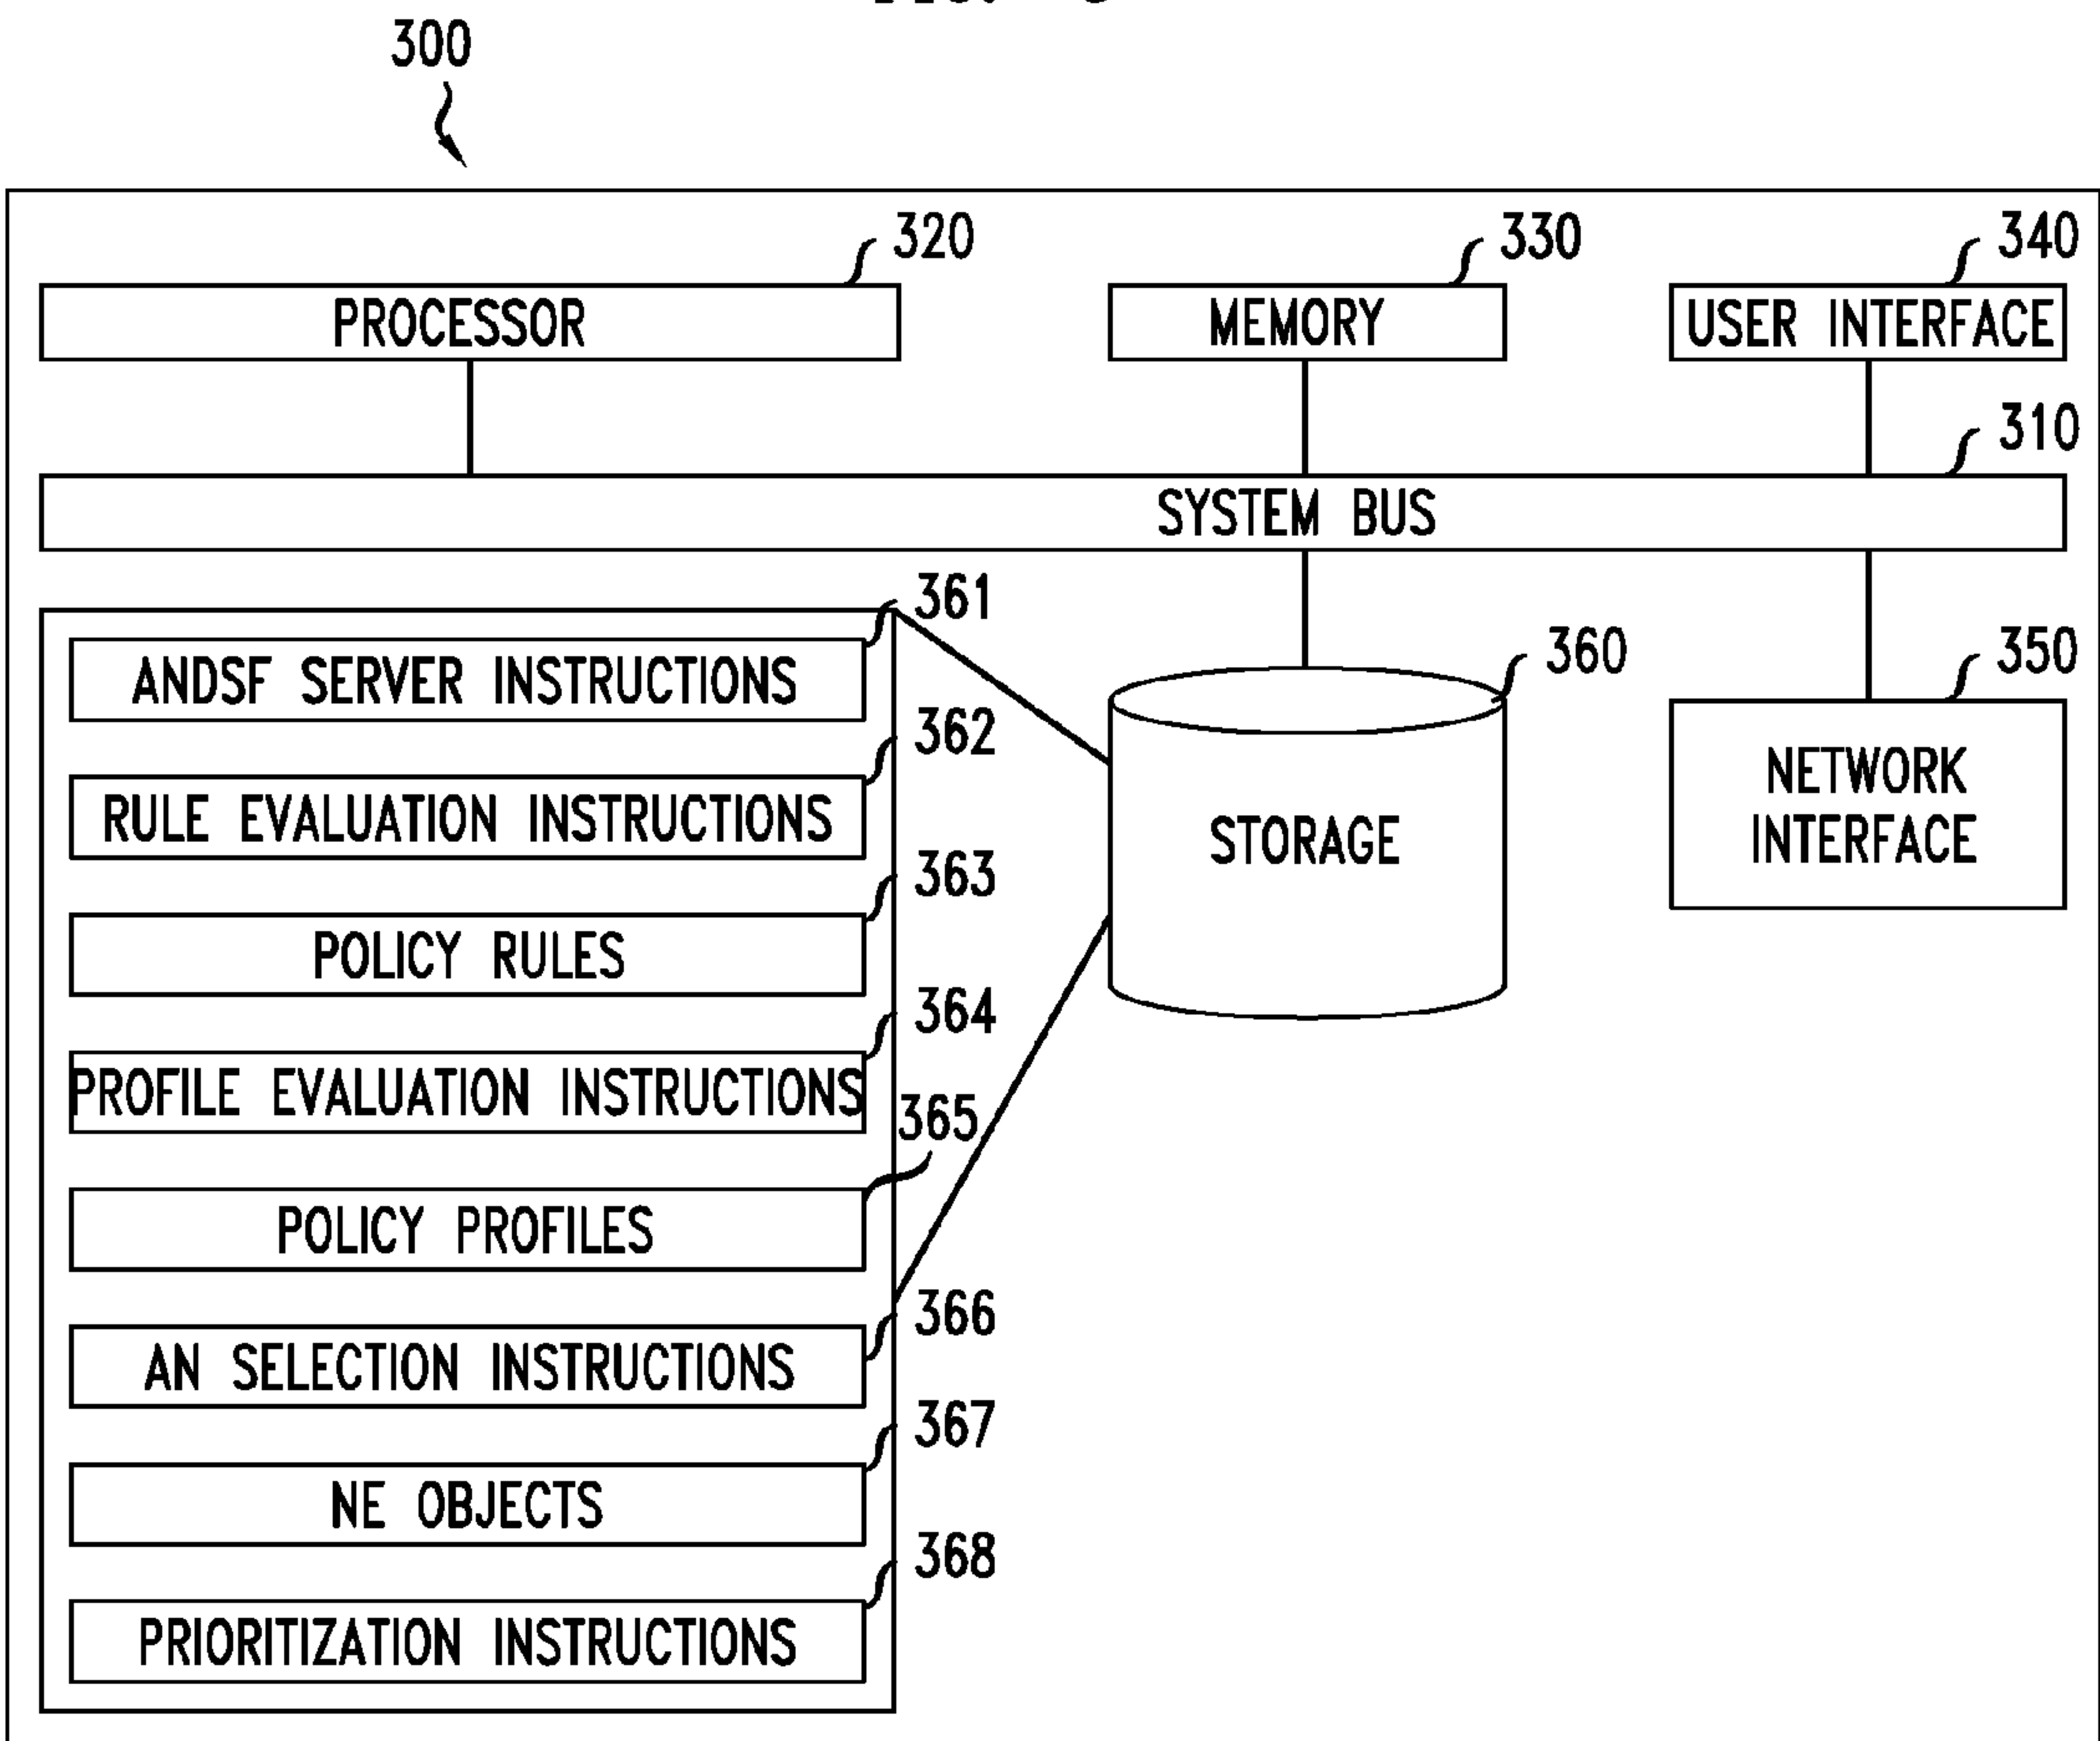 300
320
330
340
PROCESSOR
MEMORY
USER INTERFACE
310
SYSTEM BUS
361
ANDSF SERVER INSTRUCTIONS
362
RULE EVALUATION INSTRUCTIONS
363
POLICY RULES
364
PROFILE EVALUATION INSTRUCTIONS
365
POLICY PROFILES
366
AN SELECTION INSTRUCTIONS
367
NE OBJECTS
368
PRIORITIZATION INSTRUCTIONS
360
STORAGE
350
NETWORK
INTERFACE